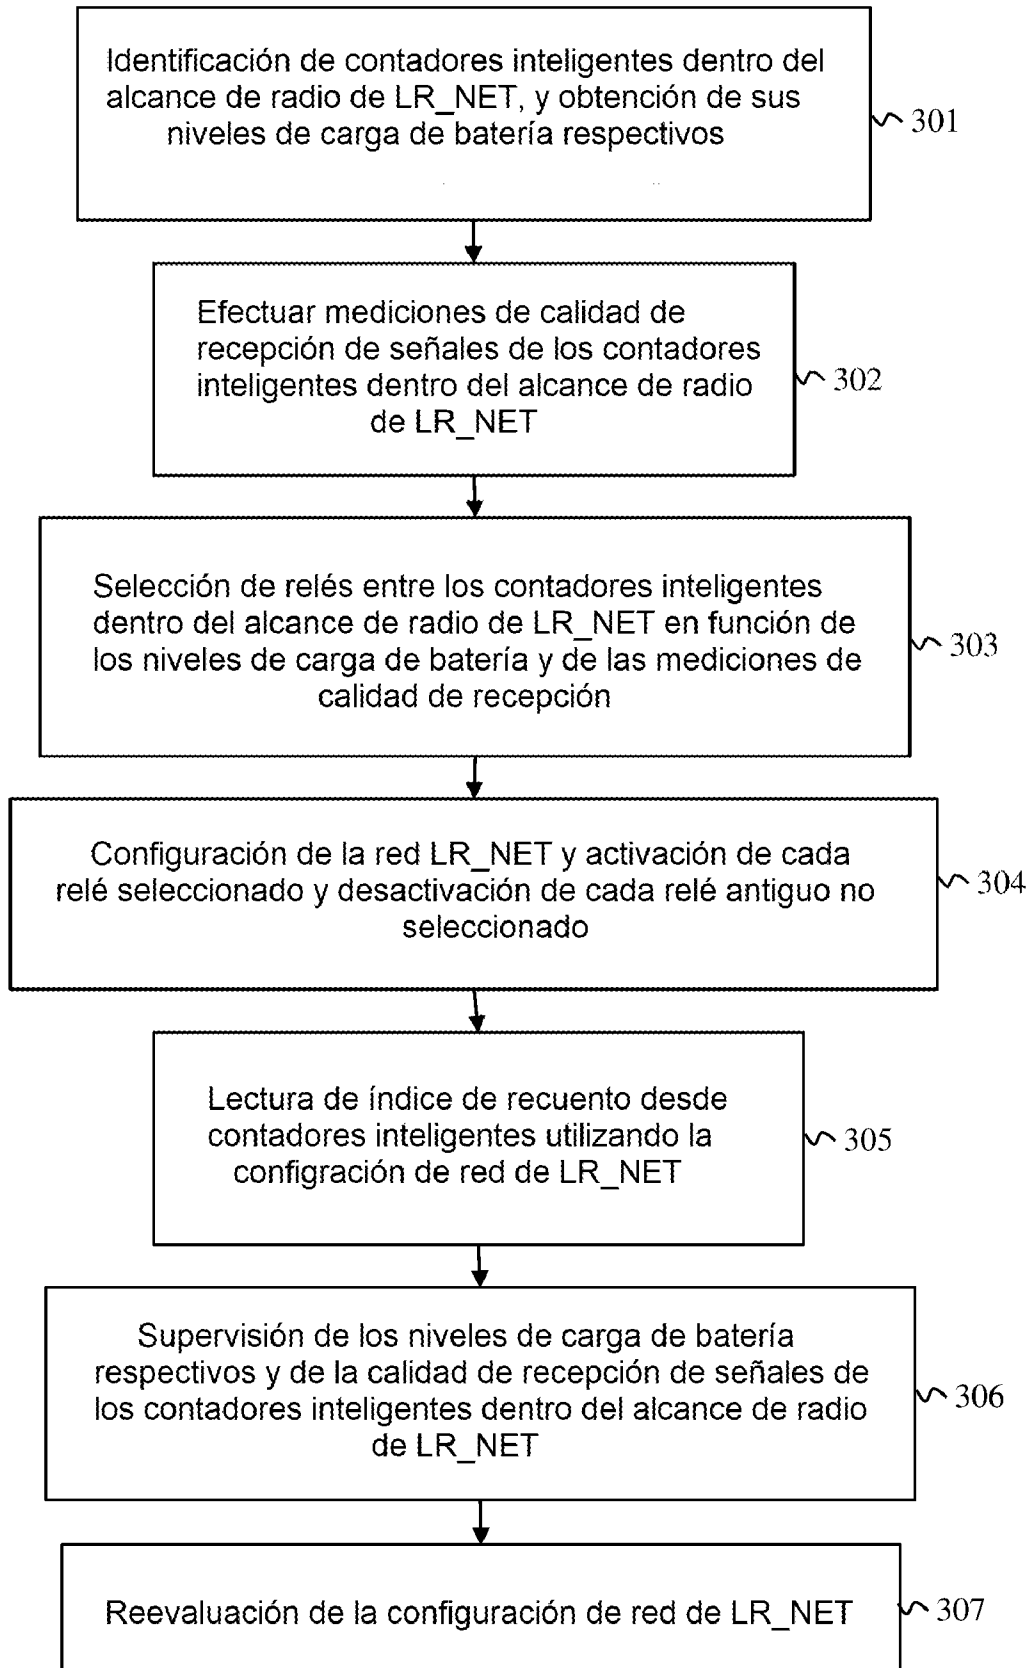 Identificación de contadores inteligentes dentro del
alcance de radio de LR_NET, y obtención de sus
niveles de carga de batería respectivos
301
Efectuar mediciones de calidad de
recepción de señales de los contadores
inteligentes dentro del alcance de radio
de LR_NET
302
Selección de relés entre los contadores inteligentes
dentro del alcance de radio de LR_NET en función de
los niveles de carga de batería y de las mediciones de
calidad de recepción
303
Configuración de la red LR_NET y activación de cada
relé seleccionado y desactivación de cada relé antiguo no
seleccionado
304
Lectura de índice de recuento desde
contadores inteligentes utilizando la
configración de red de LR_NET
305
Supervisión de los niveles de carga de batería
respectivos y de la calidad de recepción de señales de
los contadores inteligentes dentro del alcance de radio
de LR_NET
306
Reevaluación de la configuración de red de LR_NET
307